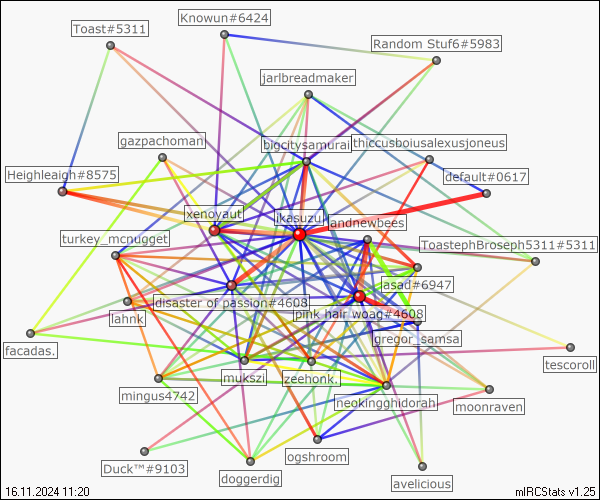 Knowun#6424
Toast#5311
Random Stuf6#5983
jarlbreadmaker
gazpachoman
bigcitysamurai
thiccusboiusalexusjoneus
Heighleaigh#8575
default#0617
xenoyaut
ikasuzu
andnewbees
turkey_mcnugget
ToastephBroseph5311#5311
jasad#6947
disaster of passion#4608
lahnk
pink hair woag#4608
gregor_samsa
facadas.
tescoroll
mukszi
zeehonk.
mingus4742
neokingghidorah
moonraven
ogshroom
Duck™#9103
doggerdig
avelicious
16.11.2024 11:20
mIRCStats v1.25